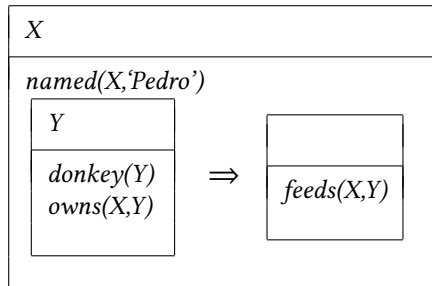 X
named(X,‘Pedro’)
Y
donkey(Y)
owns(X,Y)
⇒
feeds(X,Y)